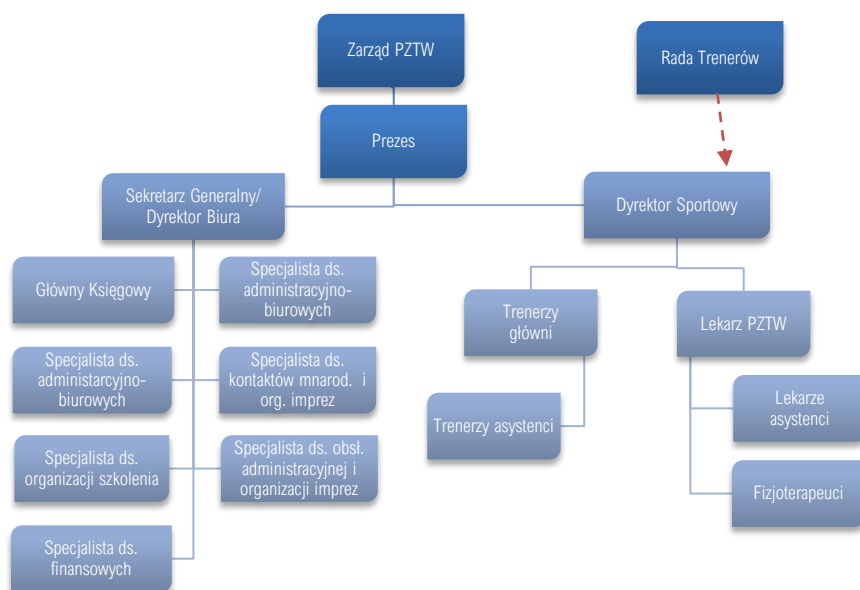 Zarząd PZTW
Rada Trenerów
Prezes
Sekretarz Generalny/
Dyrektor Biura
Dyrektor Sportowy
Główny Księgowy
Specjalista ds.
administracyjno-
biurowych
Specjalista ds.
administarcyjno-
biurowych
Specjalista ds.
kontaktów mnarod. i
org. imprez
Specjalista ds.
organizacji szkolenia
Specjalista ds. obsł.
administracyjnej i
organizacji imprez
Specjalista ds.
finansowych
Trenerzy
główni
Trenerzy asystenci
Lekarz PZTW
Lekarze
asystenci
Fizjoterapeuci